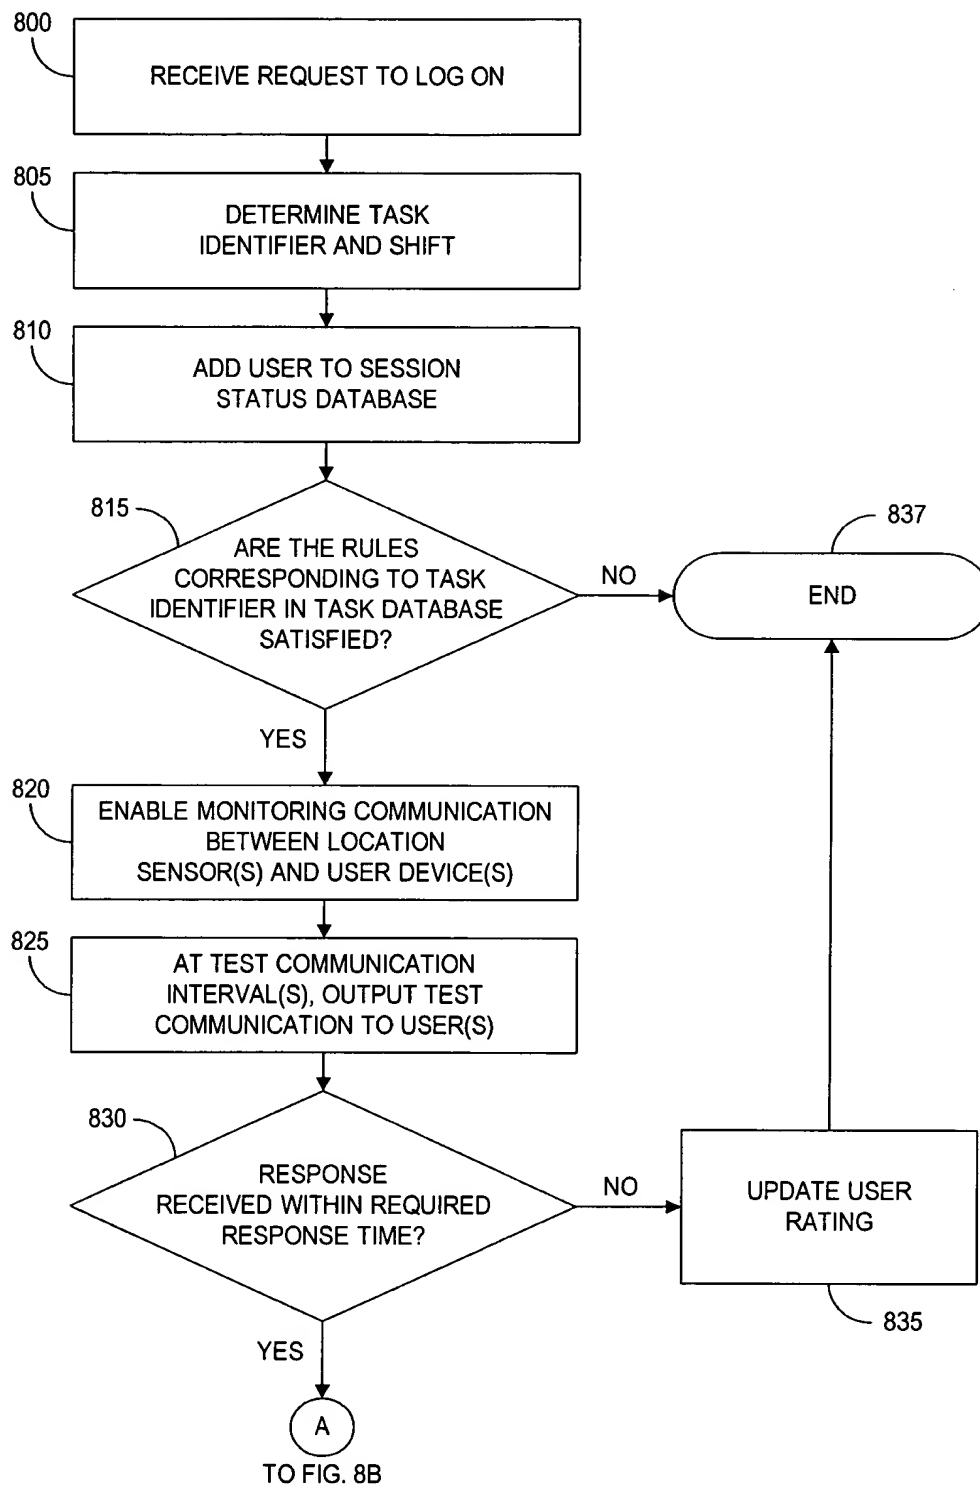 800
RECEIVE REQUEST TO LOG ON
805
DETERMINE TASK
IDENTIFIER AND SHIFT
810
ADD USER TO SESSION
STATUS DATABASE
815
ARE THE RULES
CORRESPONDING TO TASK
IDENTIFIER IN TASK DATABASE
SATISFIED?
NO
837
END
YES
820
ENABLE MONITORING COMMUNICATION
BETWEEN LOCATION
SENSOR(S) AND USER DEVICE(S)
825
AT TEST COMMUNICATION
INTERVAL(S), OUTPUT TEST
COMMUNICATION TO USER(S)
830
RESPONSE
RECEIVED WITHIN REQUIRED
RESPONSE TIME?
NO
UPDATE USER
RATING
835
YES
A
TO FIG. 8B